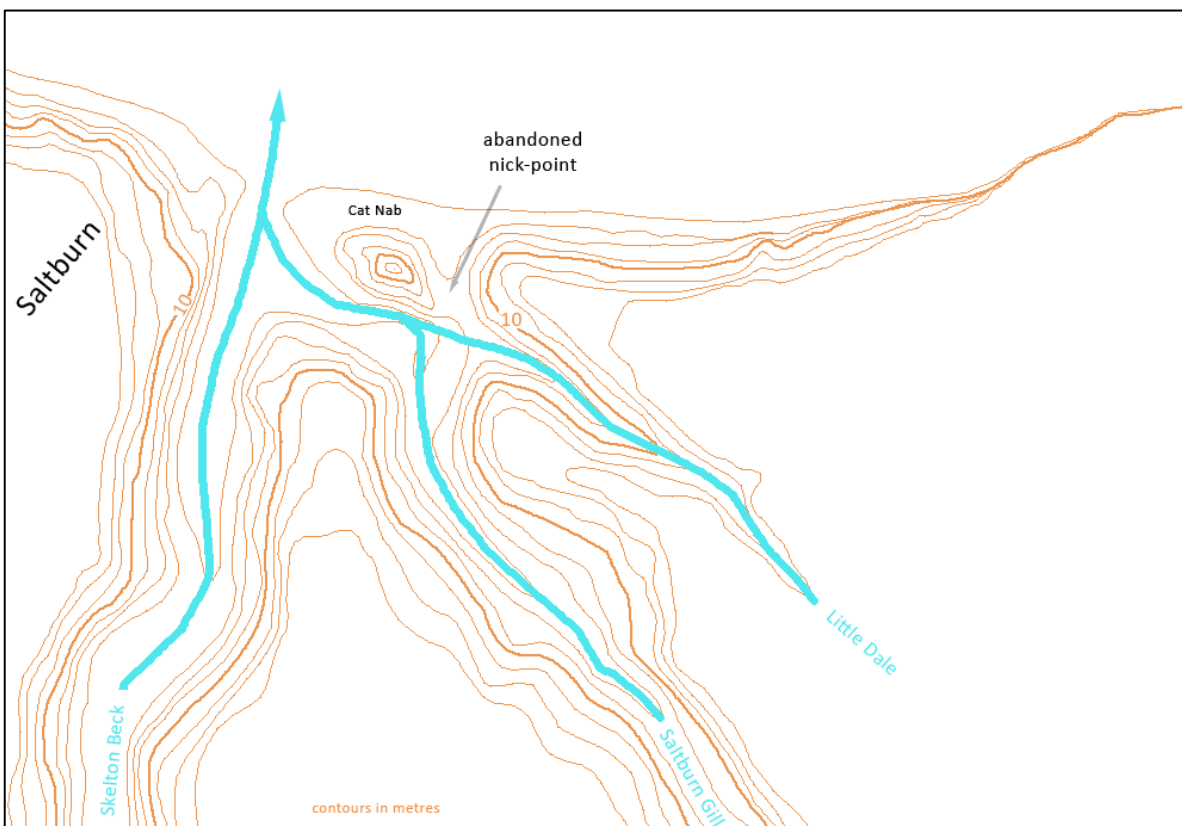 abandoned
nick-point
Cat Nab
Saltburn
10
10
Little Dale
Skelton Beck
Saltburn Gill
contours in metres